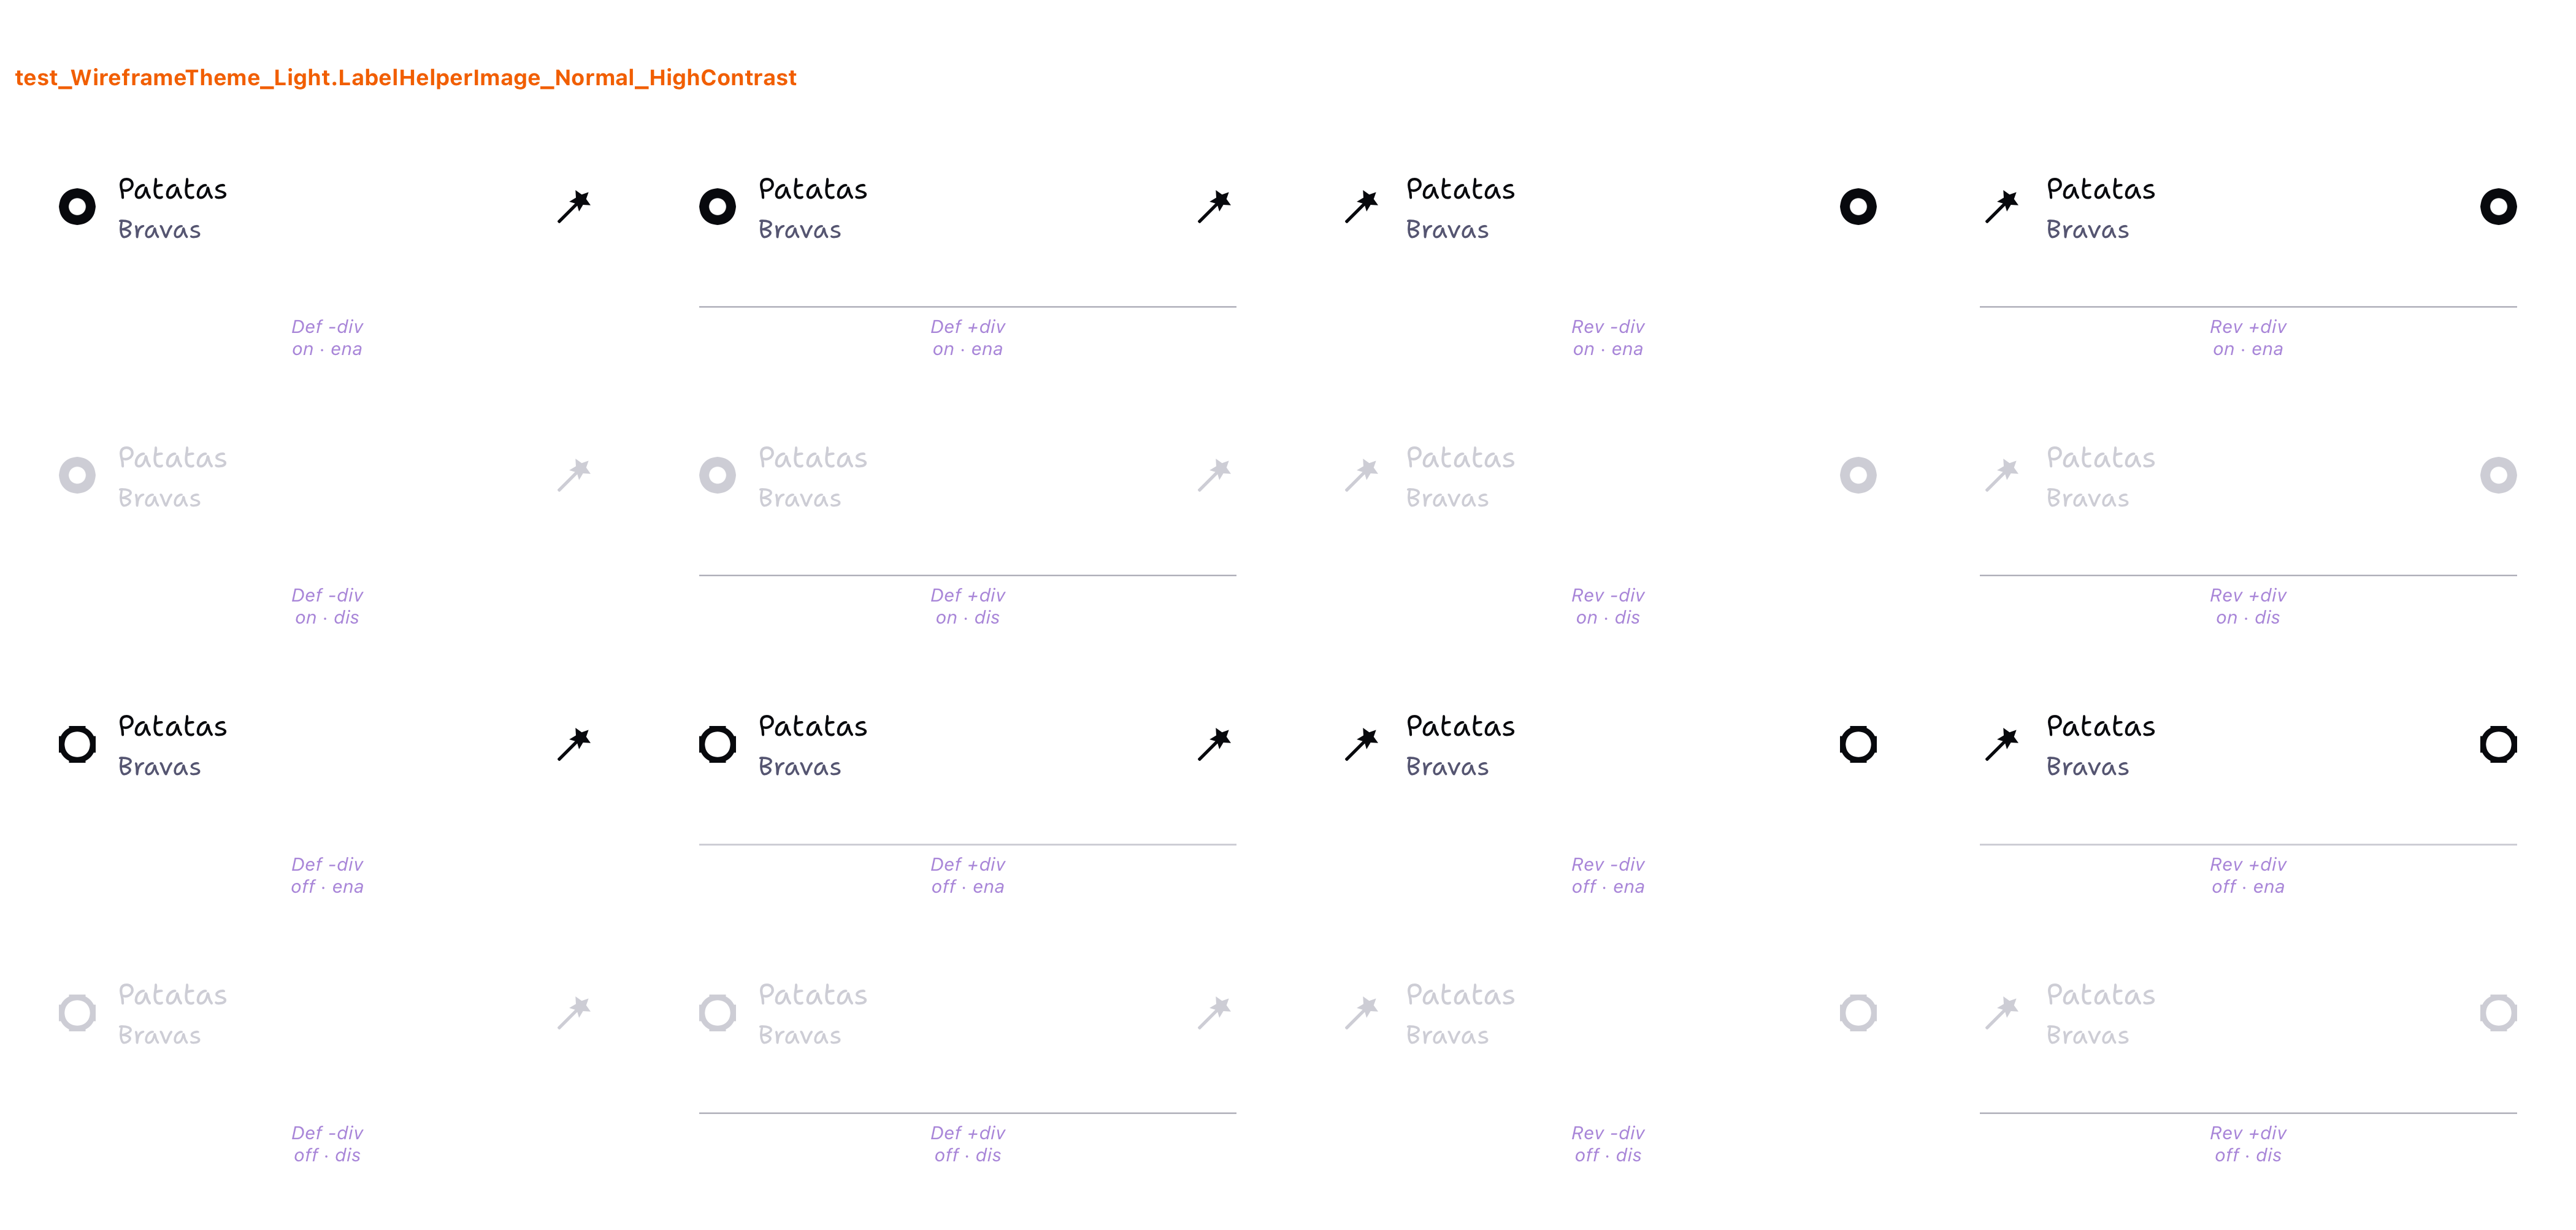 test_WireframeTheme_Light.LabelHelperImage_Normal_HighContrast
Patatas
Bravas
Def -div
on · ena
Patatas
Bravas
Def +div
on · ena
Patatas
Bravas
Rev -div
on · ena
Patatas
Bravas
Rev +div
on · ena
Patatas
Bravas
Def -div
on · dis
Patatas
Bravas
Def +div
on · dis
Patatas
Bravas
Rev -div
on · dis
Patatas
Bravas
Rev +div
on · dis
Patatas
Bravas
Def -div
off · ena
Patatas
Bravas
Def +div
off · ena
Patatas
Bravas
Rev -div
off · ena
Patatas
Bravas
Rev +div
off · ena
Patatas
Bravas
Def -div
off · dis
Patatas
Bravas
Def +div
off · dis
Patatas
Bravas
Rev -div
off · dis
Patatas
Bravas
Rev +div
off · dis